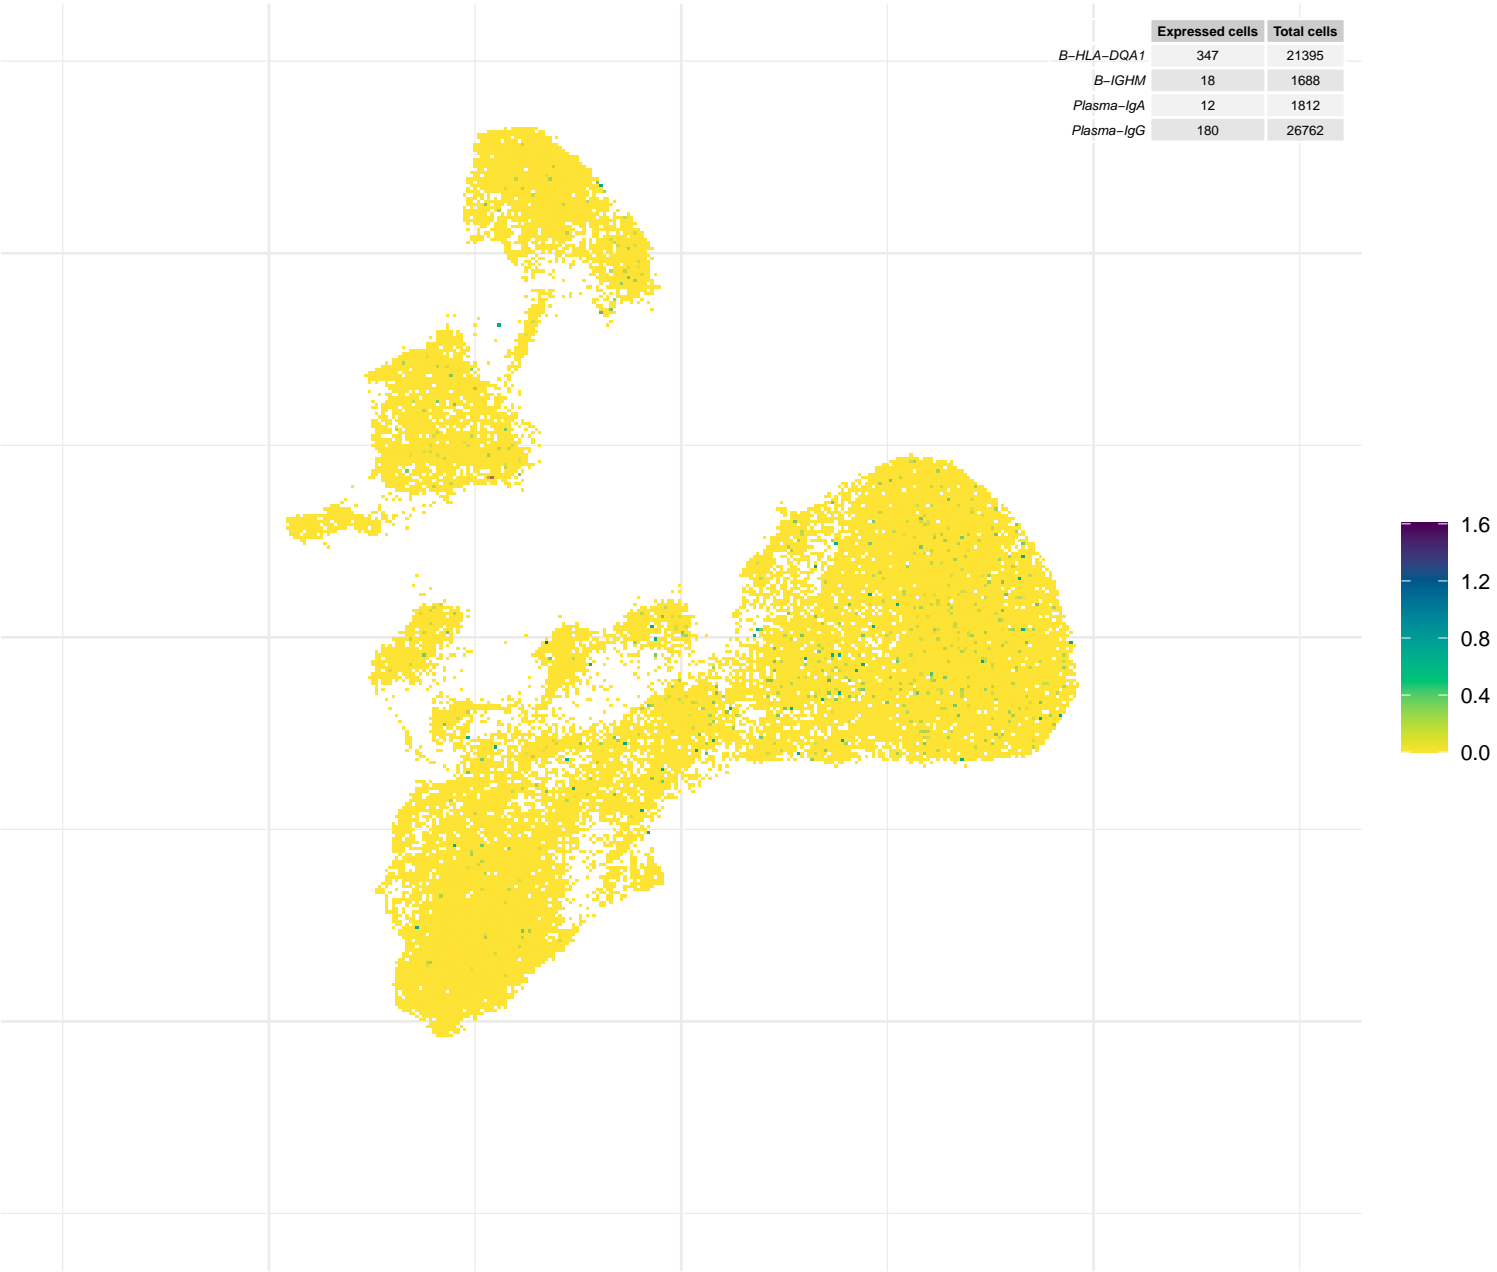 Expressed cells Total cells
B–HLA–DQA1 347 21395
B–IGHM 18 1688
Plasma–IgA 12 1812
Plasma–IgG 180 26762
1.6
1.2
0.8
0.4
0.0